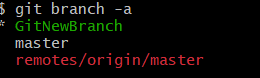 $ git branch -a
* GitNewBranch
master
remotes/origin/master